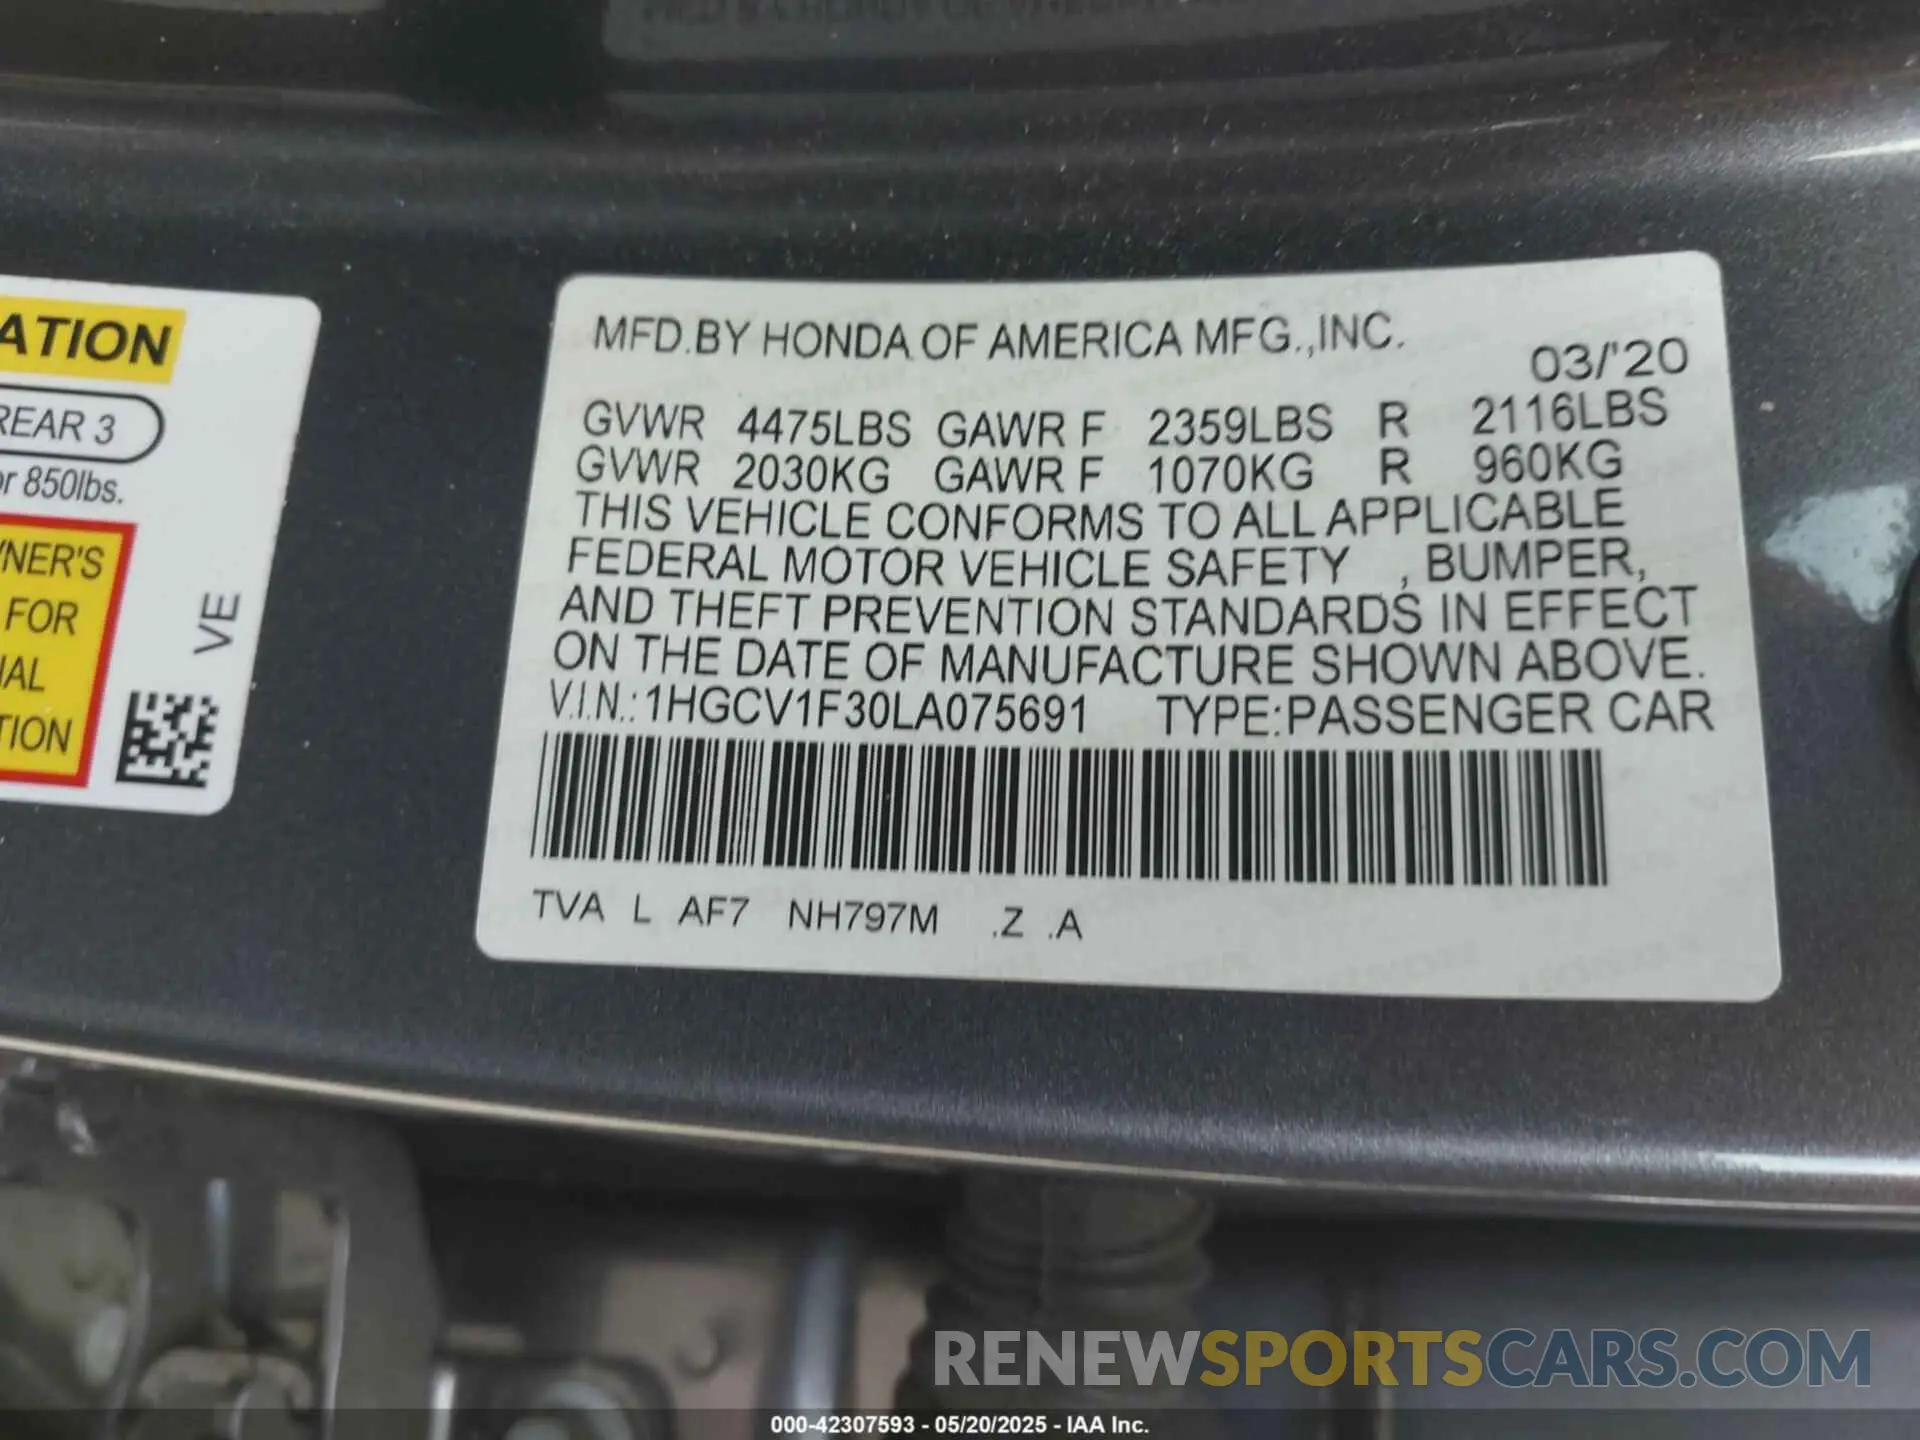 ATION
REAR 3
or 850lbs.
NER'S
FOR
TION
VE
MFD.BY HONDA OF AMERICA MFG.,INC.
03/'20
GVWR 4475LBS GAWR F 2359LBS R 2116LBS
GVWR 2030KG GAWR F 1070KG R 960KG
THIS VEHICLE CONFORMS TO ALL APPLICABLE
FEDERAL MOTOR VEHICLE SAFETY , BUMPER,
AND THEFT PREVENTION STANDARDS IN EFFECT
ON THE DATE OF MANUFACTURE SHOWN ABOVE.
V.I.N.:1HGCV1F30LA075691 TYPE:PASSENGER CAR
TVA L AF7 NH797M .Z .A
RENEWSPORTSCARS.COM
000-42307593 - 05/20/2025 - IAA Inc.